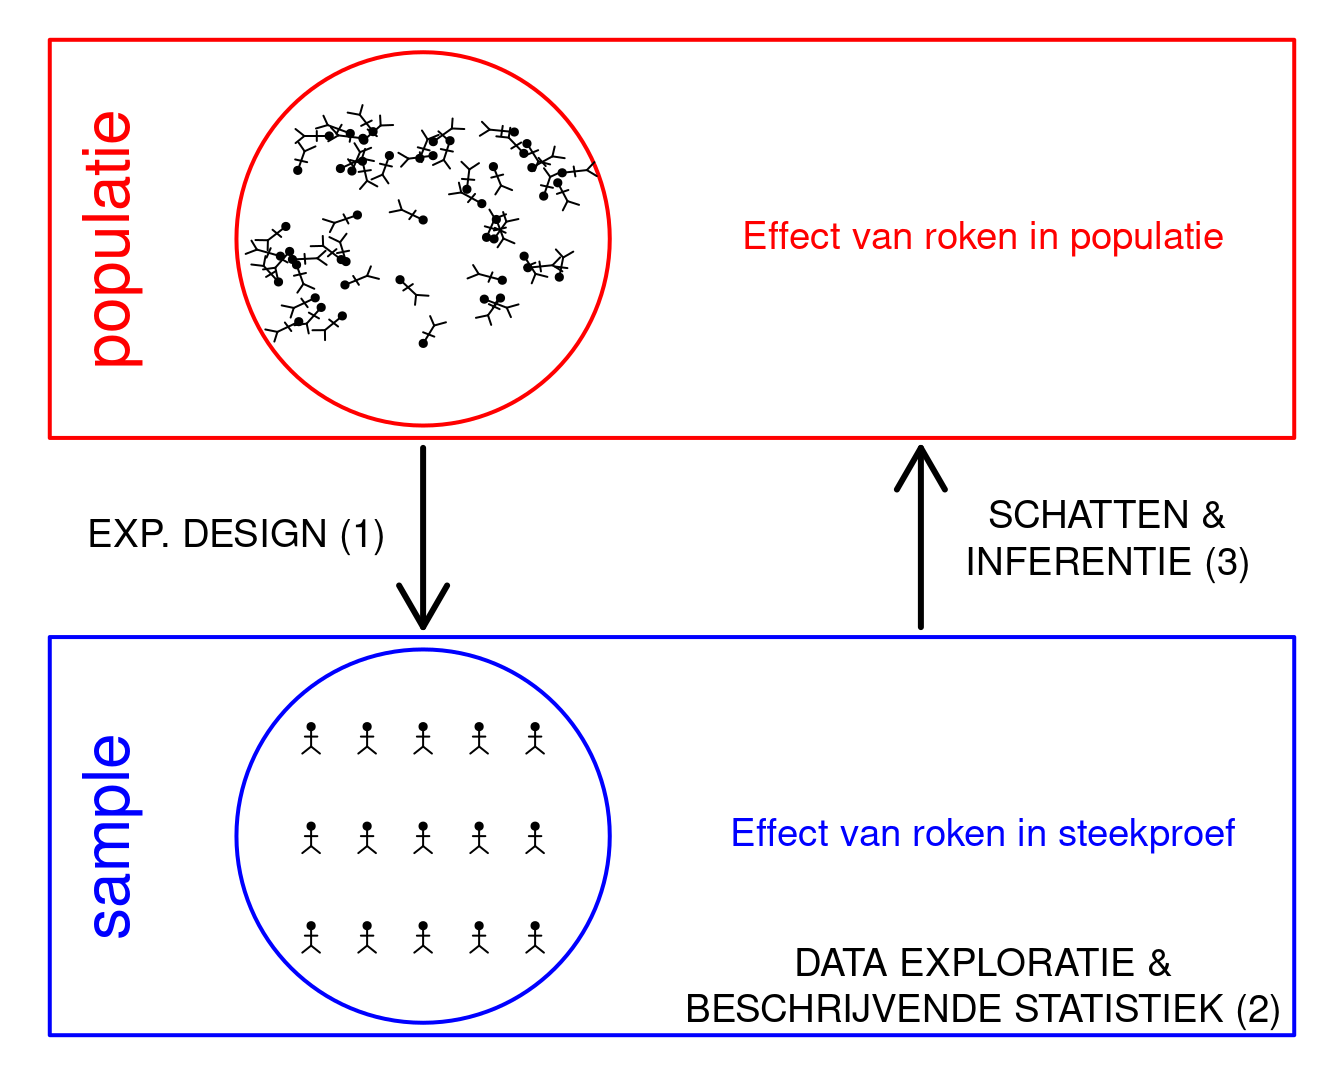 populatie
Effect van roken in populatie
EXP. DESIGN (1)
SCHATTEN &
INFERENTIE (3)
sample
Effect van roken in steekproef
DATA EXPLORATIE &
BESCHRIJVENDE STATISTIEK (2)